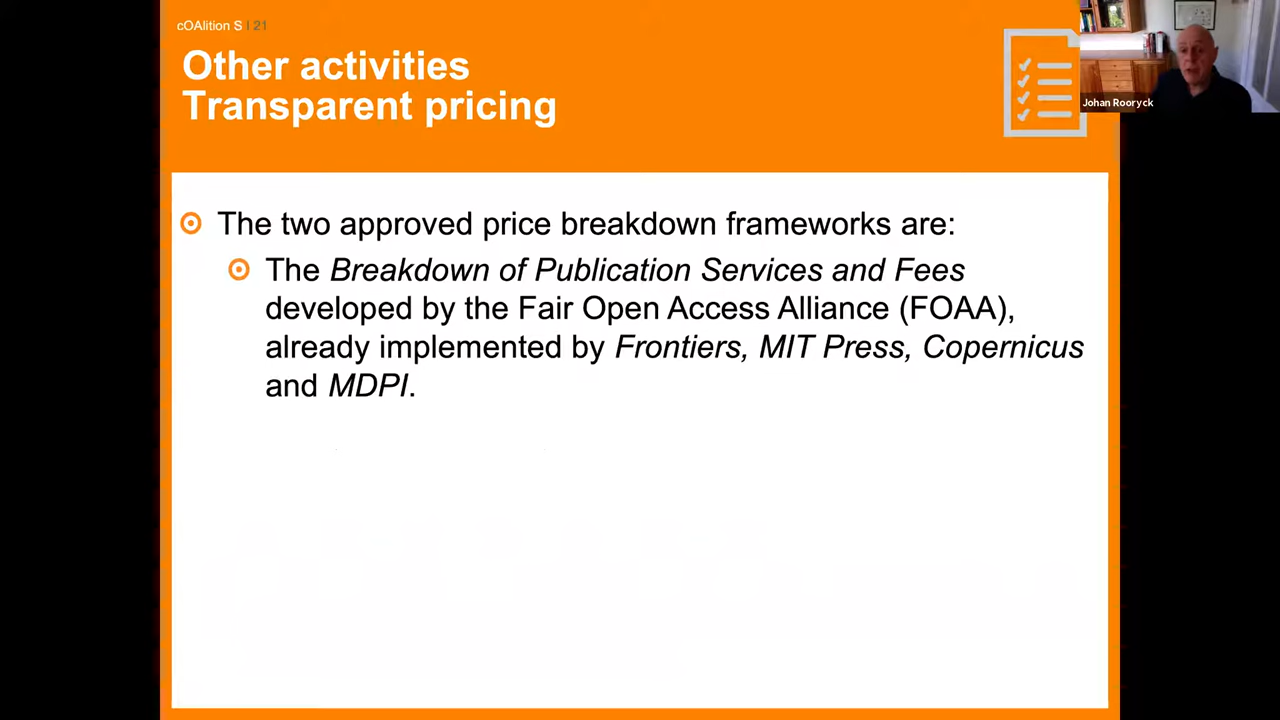 cOAlition S | 21
Other activities
Transparent pricing
Johan Rooryck
The two approved price breakdown frameworks are:
The Breakdown of Publication Services and Fees
developed by the Fair Open Access Alliance (FOAA),
already implemented by Frontiers, MIT Press, Copernicus
and MDPI.